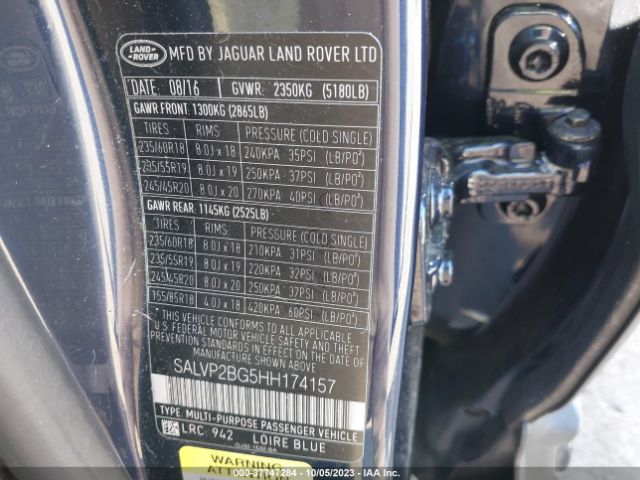 LAND-ROVER MFD BY JAGUAR LAND ROVER LTD
DATE: 08/16 GVWR: 2350KG (5180LB)
GAWR FRONT: 1300KG (2865LB)
TIRES RIMS PRESSURE (COLD SINGLE)
235/60R18 8.0J x 18 240KPA 35PSI (LB/PO²)
235/55R19 8.0J x 19 250KPA 37PSI (LB/PO²)
245/45R20 8.0J x 20 270KPA 40PSI (LB/PO²)
GAWR REAR: 1145KG (2525LB)
TIRES RIMS PRESSURE (COLD SINGLE)
235/60R18 8.0J x 18 210KPA 31PSI (LB/PO²)
235/55R19 8.0J x 19 220KPA 32PSI (LB/PO²)
245/45R20 8.0J x 20 250KPA 37PSI (LB/PO²)
155/85R18 4.0J x 18 420KPA 60PSI (LB/PO²)
* THIS VEHICLE CONFORMS TO ALL APPLICABLE
U.S FEDERAL MOTOR VEHICLE SAFETY AND THEFT
PREVENTION STANDARDS IN EFFECT ON THE DATE
OF MANUFACTURE SHOWN ABOVE
SALVP2BG5HH174157
TYPE: MULTI-PURPOSE PASSENGER VEHICLE
LRC: 942 LOIRE BLUE
WARNING
IAA 37747284 - 10/05/2023